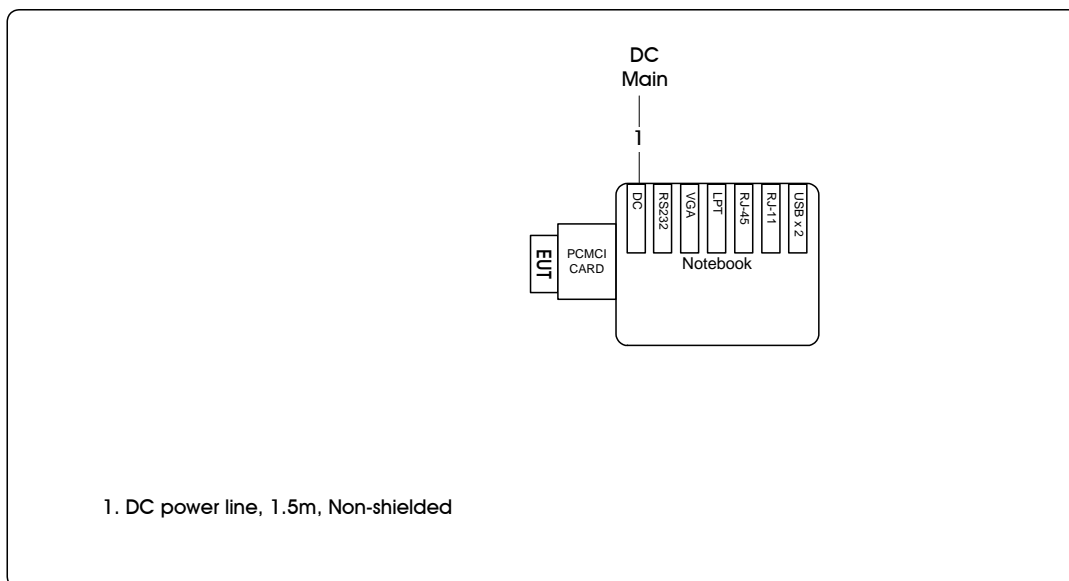 DC
Main
1
DC
RS232
VGA
LPT
RJ-45
RJ-11
USB x 2
EUT
PCMCI
CARD
Notebook
1. DC power line, 1.5m, Non-shielded